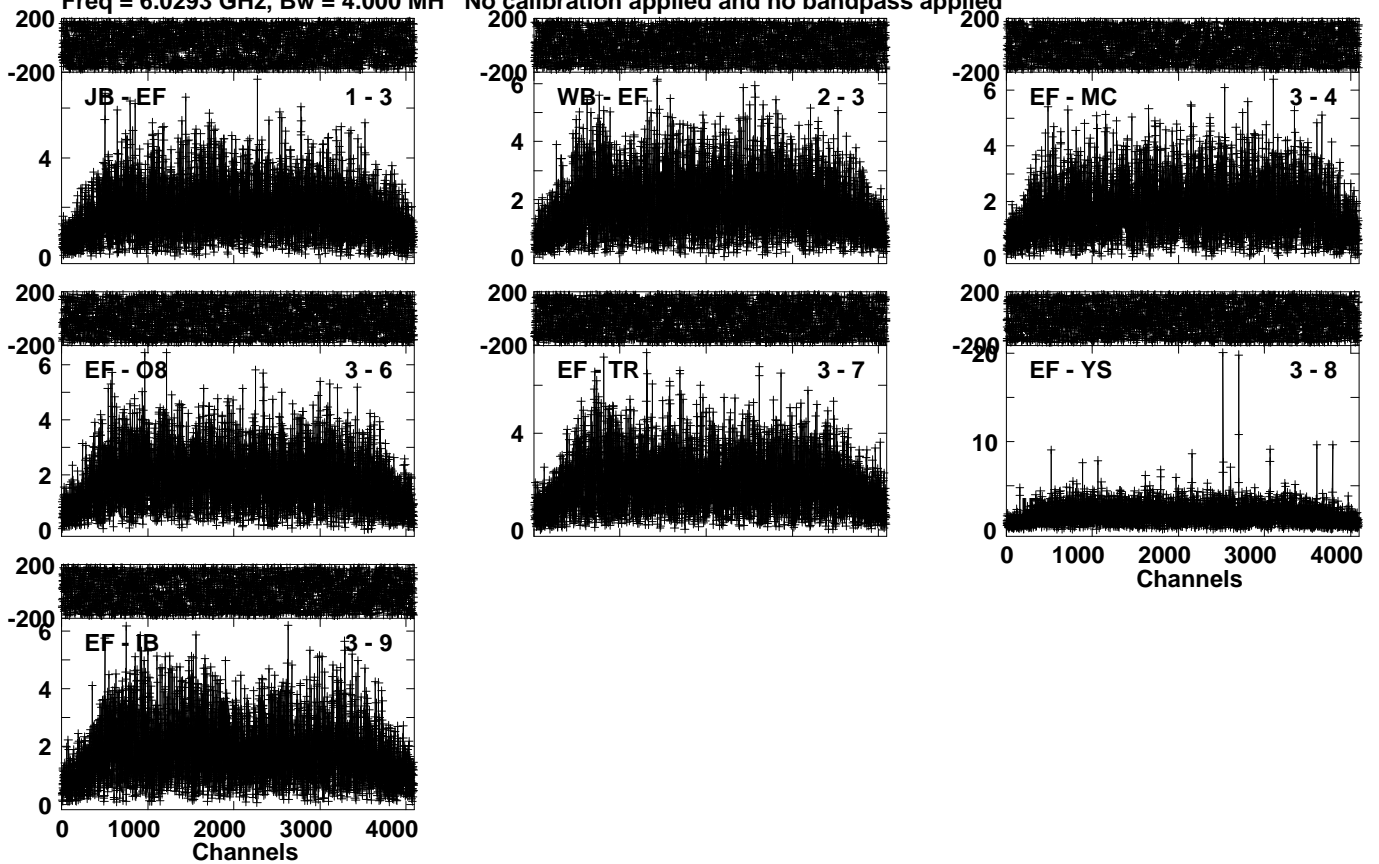 Freq = 6.0293 GHz, Bw = 4.000 MH No calibration applied and no bandpass applied
200 200 200
-200 -200 -200
JB - EF 1 - 3 6 WB - EF 2 - 3 6 EF - MC 3 - 4
4 4 4
2 2
0 0 0
200 200 200
-200 -200 -200
6 EF - O8 3 - 6 EF - TR 3 - 7 20 EF - YS 3 - 8
4 4 10
2
0 0 0
0 1000 2000 3000 4000
Channels
200
-200
6 EF - IB 3 - 9
4
2
0
0 1000 2000 3000 4000
Channels